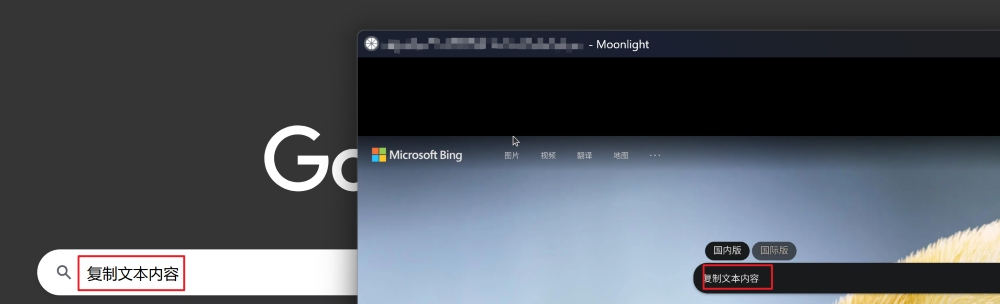 - Moonlight
Microsoft Bing
图片 视频 翻译 地图 ···
Go
国内版 国际版
复制文本内容
复制文本内容